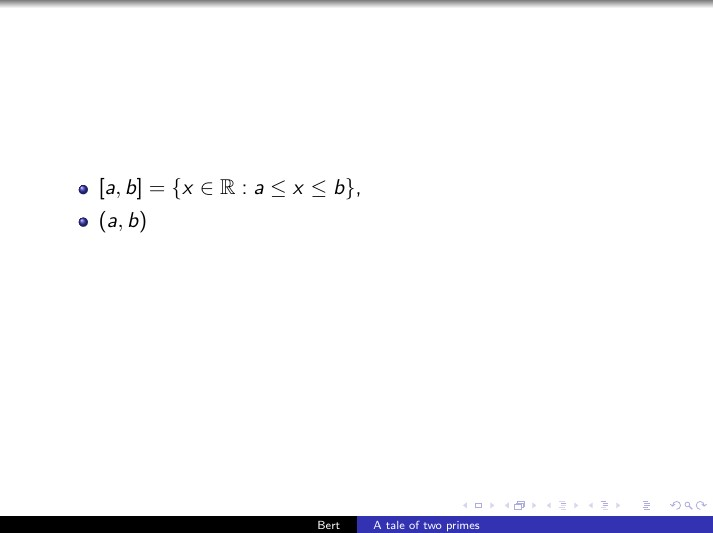 [a, b] = {x ∈ ℝ : a ≤ x ≤ b},
(a, b)
Bert
A tale of two primes